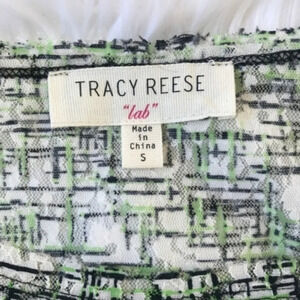 TRACY REESE
"lab"
Made
in
China
S